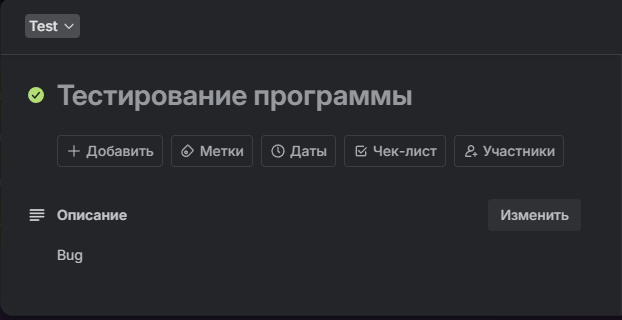 Test
Тестирование программы
Добавить Метки Даты Чек-лист Участники
Описание Изменить
Bug